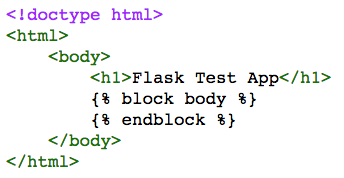 <!doctype html>
<html>
    <body>
        <h1>Flask Test App</h1>
        {% block body %}
        {% endblock %}
    </body>
</html>